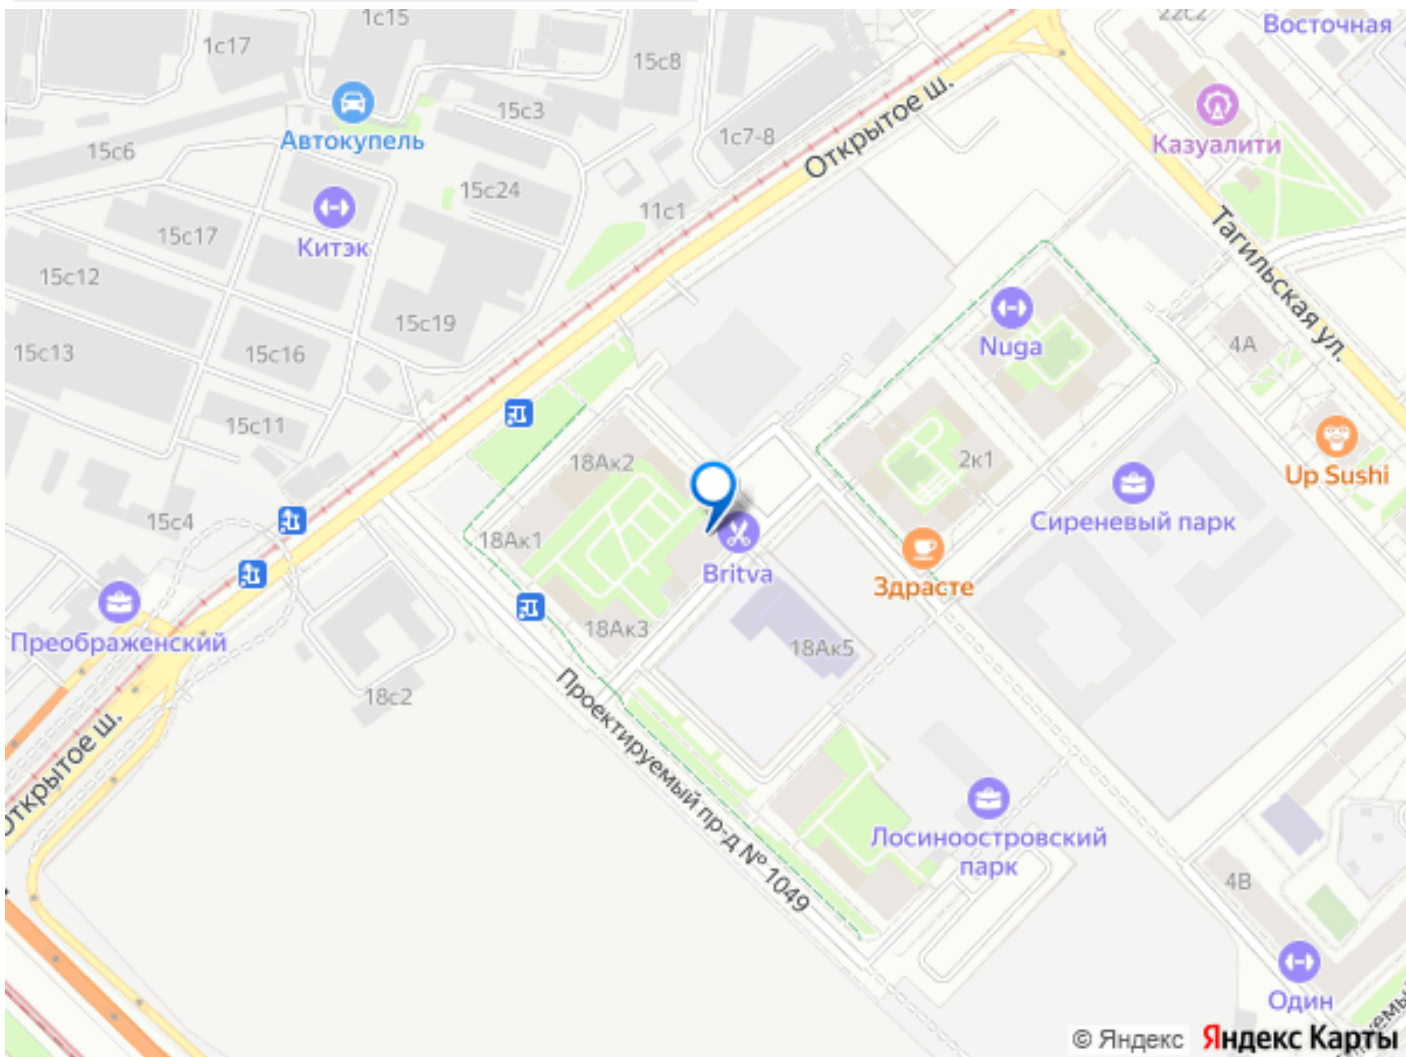 1с15
22с2
Восточная
1с17
15с8
Автокупель
15с3
1с7-8
Открытое ш.
Казуалити
15с6
15с24
11с1
Китэк
15с17
Тагильская ул.
15с12
15с19
Nuga
4А
15с13
15с16
15с11
18Ак2
2к1
Up Sushi
Сиреневый парк
15с4
18Ак1
Britva
Здрасте
Преображенский
18Ак3
18Ак5
18с2
Открытое ш.
Проектируемый пр-д № 1049
Лосиноостровский
парк
4В
Один
© Яндекс Яндекс Карты